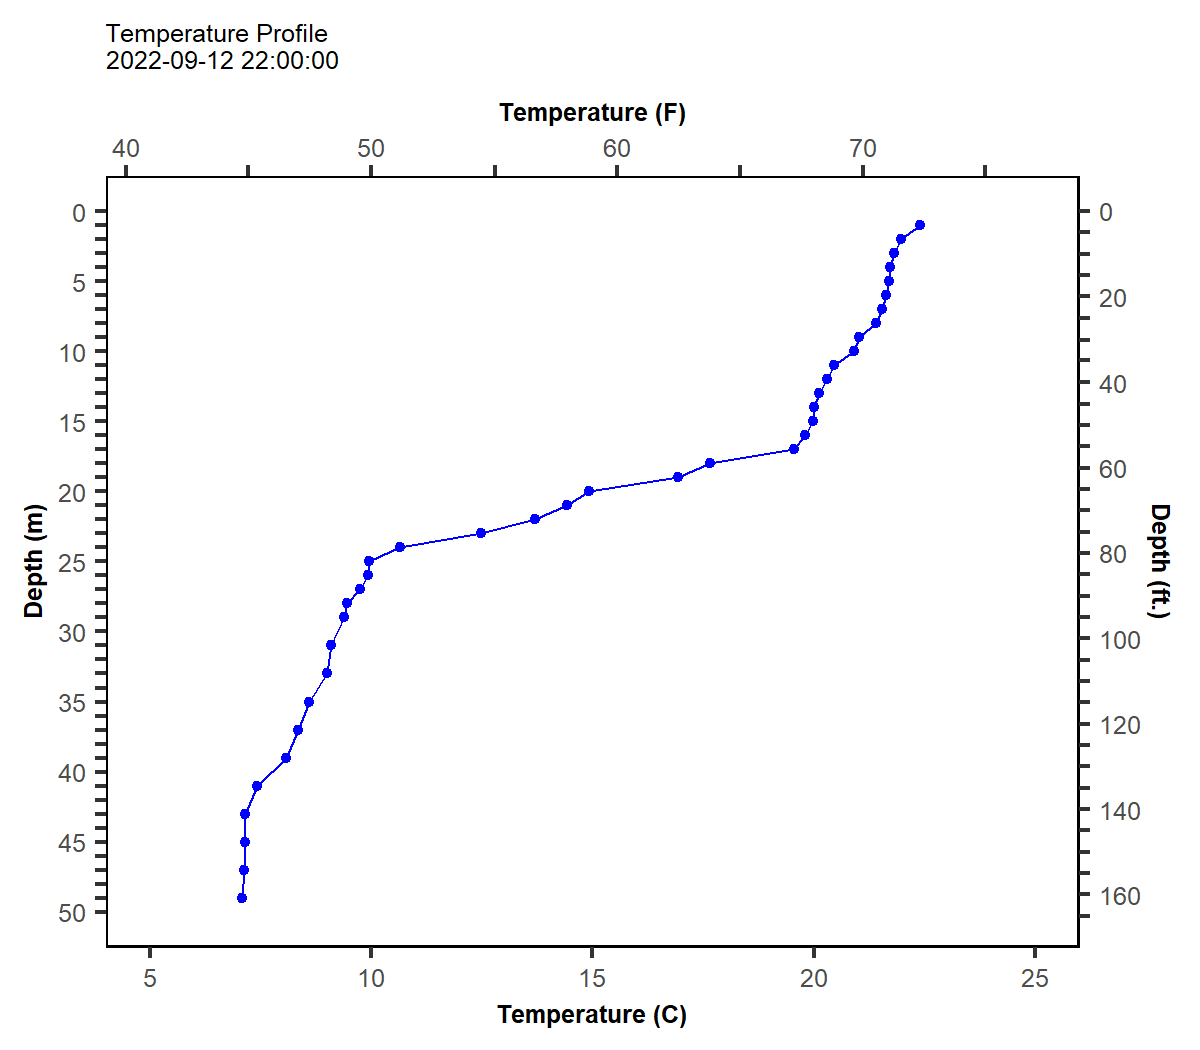 Temperature Profile
2022-09-12 22:00:00
Temperature (F)
40 50 60 70
0 5 10 15 20 25 30 35 40 45 50
Depth (m)
0 20 40 60 80 100 120 140 160
Depth (ft.)
5 10 15 20 25
Temperature (C)